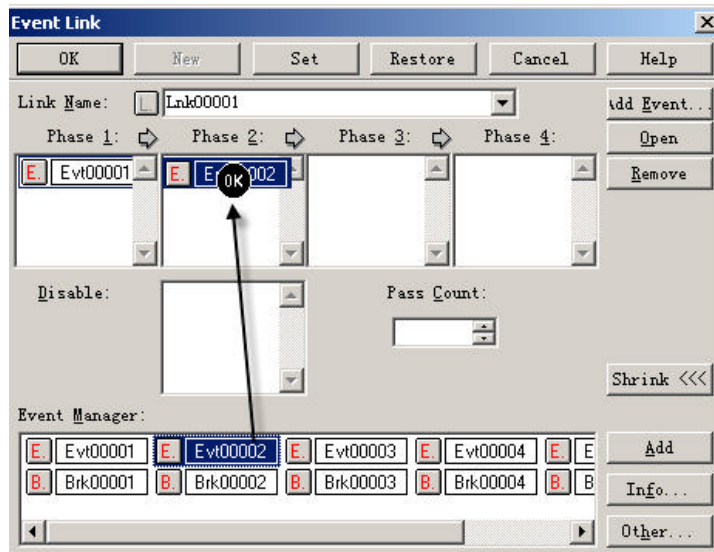 Event Link
OK New Set Restore Cancel Help
Link Name: L. Lnk00001 Add Event...
Phase 1: Phase 2: Phase 3: Phase 4: Open
E. Evt00001 E. Evt00002 Remove
OK
Disable: Pass Count:
Shrink <<<
Event Manager:
E. Evt00001 E. Evt00002 E. Evt00003 E. Evt00004 E. E Add
B. Brk00001 B. Brk00002 B. Brk00003 B. Brk00004 B. B Info...
Other...